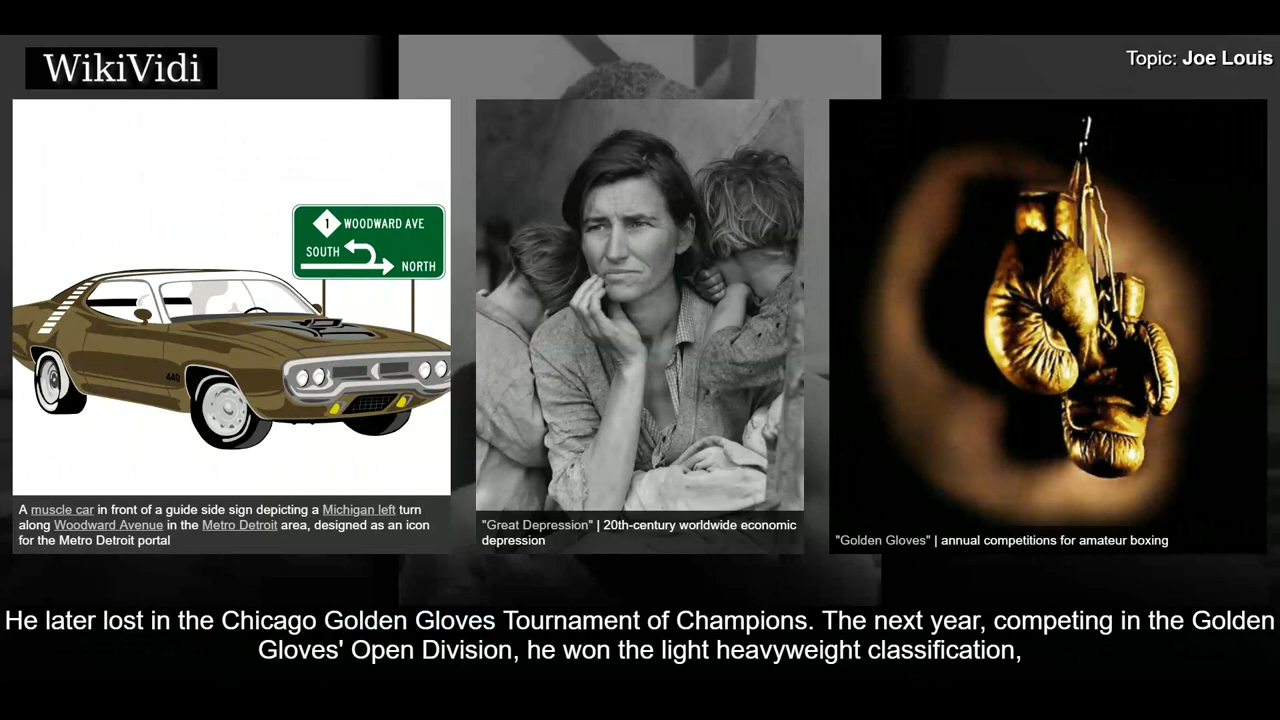 WikiVidi
Topic: Joe Louis
1 WOODWARD AVE
SOUTH
NORTH
440
A muscle car in front of a guide side sign depicting a Michigan left turn
along Woodward Avenue in the Metro Detroit area, designed as an icon
for the Metro Detroit portal
"Great Depression" | 20th-century worldwide economic
depression
"Golden Gloves" | annual competitions for amateur boxing
He later lost in the Chicago Golden Gloves Tournament of Champions. The next year, competing in the Golden
Gloves' Open Division, he won the light heavyweight classification,